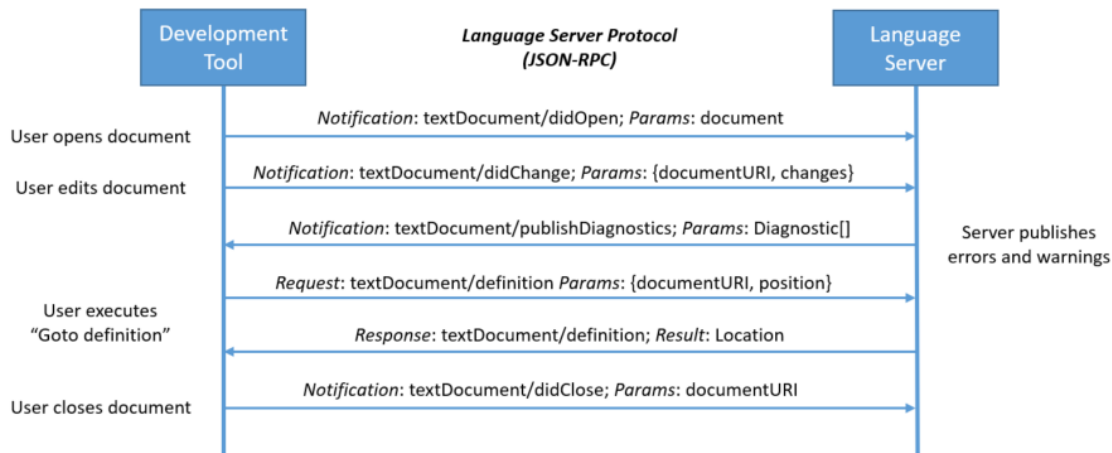 Development
Tool
Language Server Protocol
(JSON-RPC)
Language
Server
User opens document
Notification: textDocument/didOpen; Params: document
User edits document
Notification: textDocument/didChange; Params: {documentURI, changes}
Notification: textDocument/publishDiagnostics; Params: Diagnostic[]
Server publishes
errors and warnings
Request: textDocument/definition Params: {documentURI, position}
User executes
“Goto definition”
Response: textDocument/definition; Result: Location
User closes document
Notification: textDocument/didClose; Params: documentURI